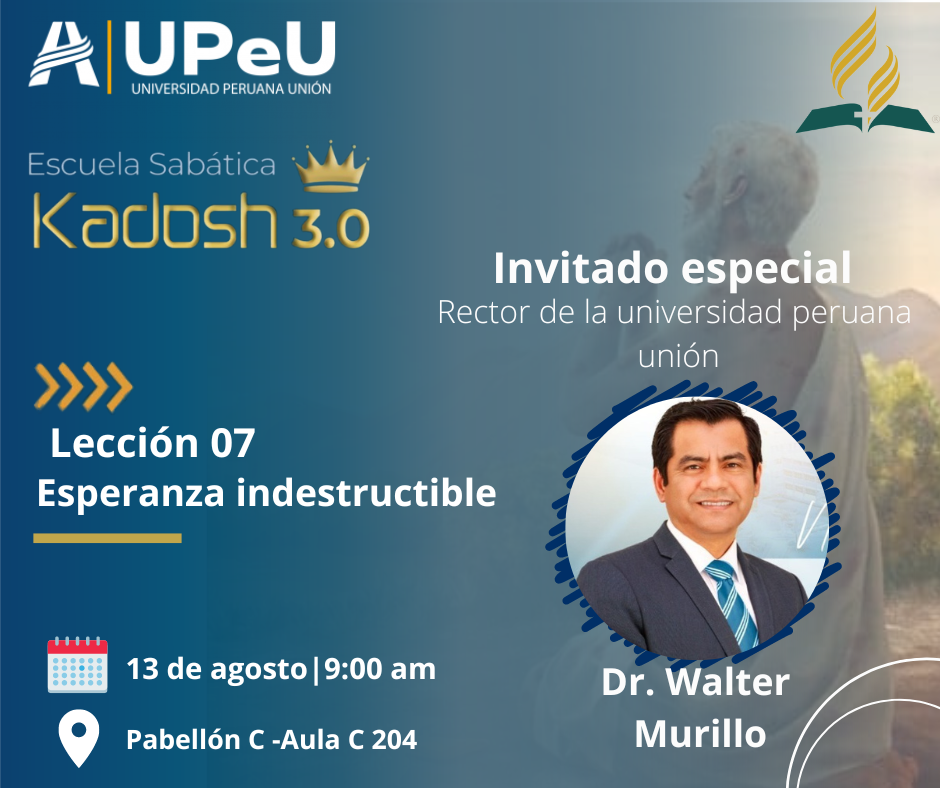 UPeU
UNIVERSIDAD PERUANA UNIÓN
Escuela Sabática
Kadosh 3.0
Invitado especial
Rector de la universidad peruana
unión
Lección 07
Esperanza indestructible
13 de agosto|9:00 am
Pabellón C -Aula C 204
Dr. Walter
Murillo